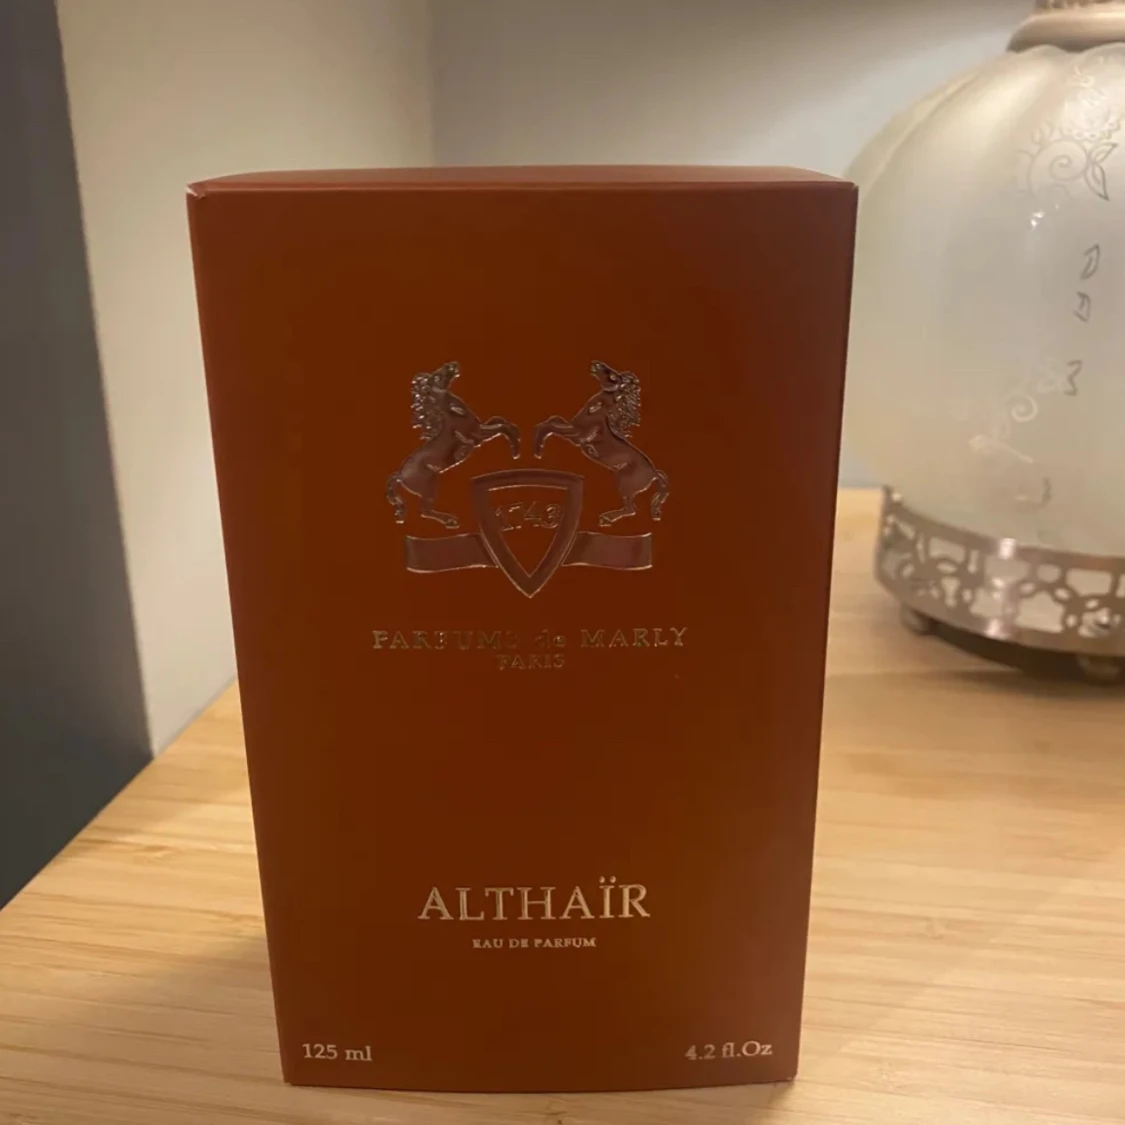 1743
PARFUMS de MARLY
PARIS
ALTHAÏR
EAU DE PARFUM
125 ml
4.2 fl.Oz